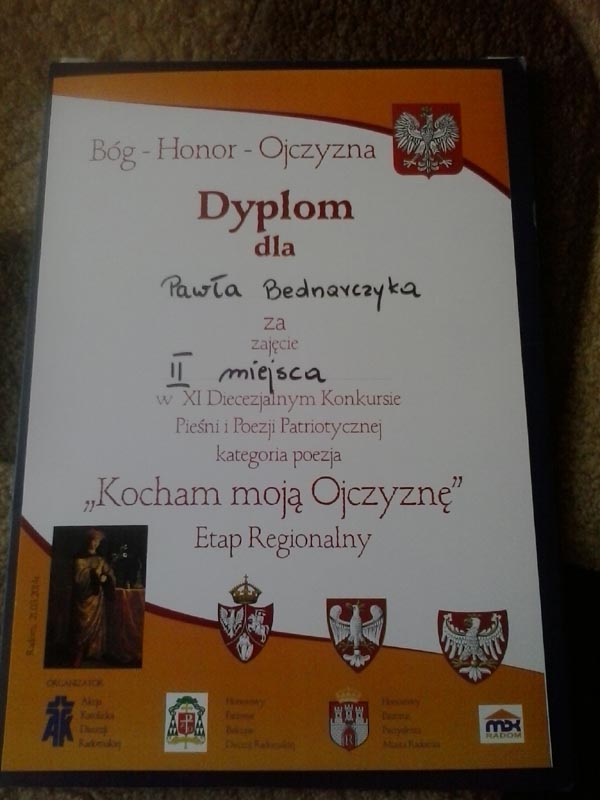 Bóg - Honor - Ojczyzna
Dyplom
dla
Pawła Bednarczyka
za
zajęcie
II miejsca
w XI Diecezjalnym Konkursie
Pieśni i Poezji Patriotycznej
kategoria poezja
„Kocham moją Ojczyznę”
Etap Regionalny
ORGANIZATOR:
Akcja
Katolicka
Diecezji
Radomskiej
Honorowy
Patronat
Biskupa
Diecezji Radomskiej
Honorowy
Patronat
Prezydenta
Miasta Radomia
RADOM